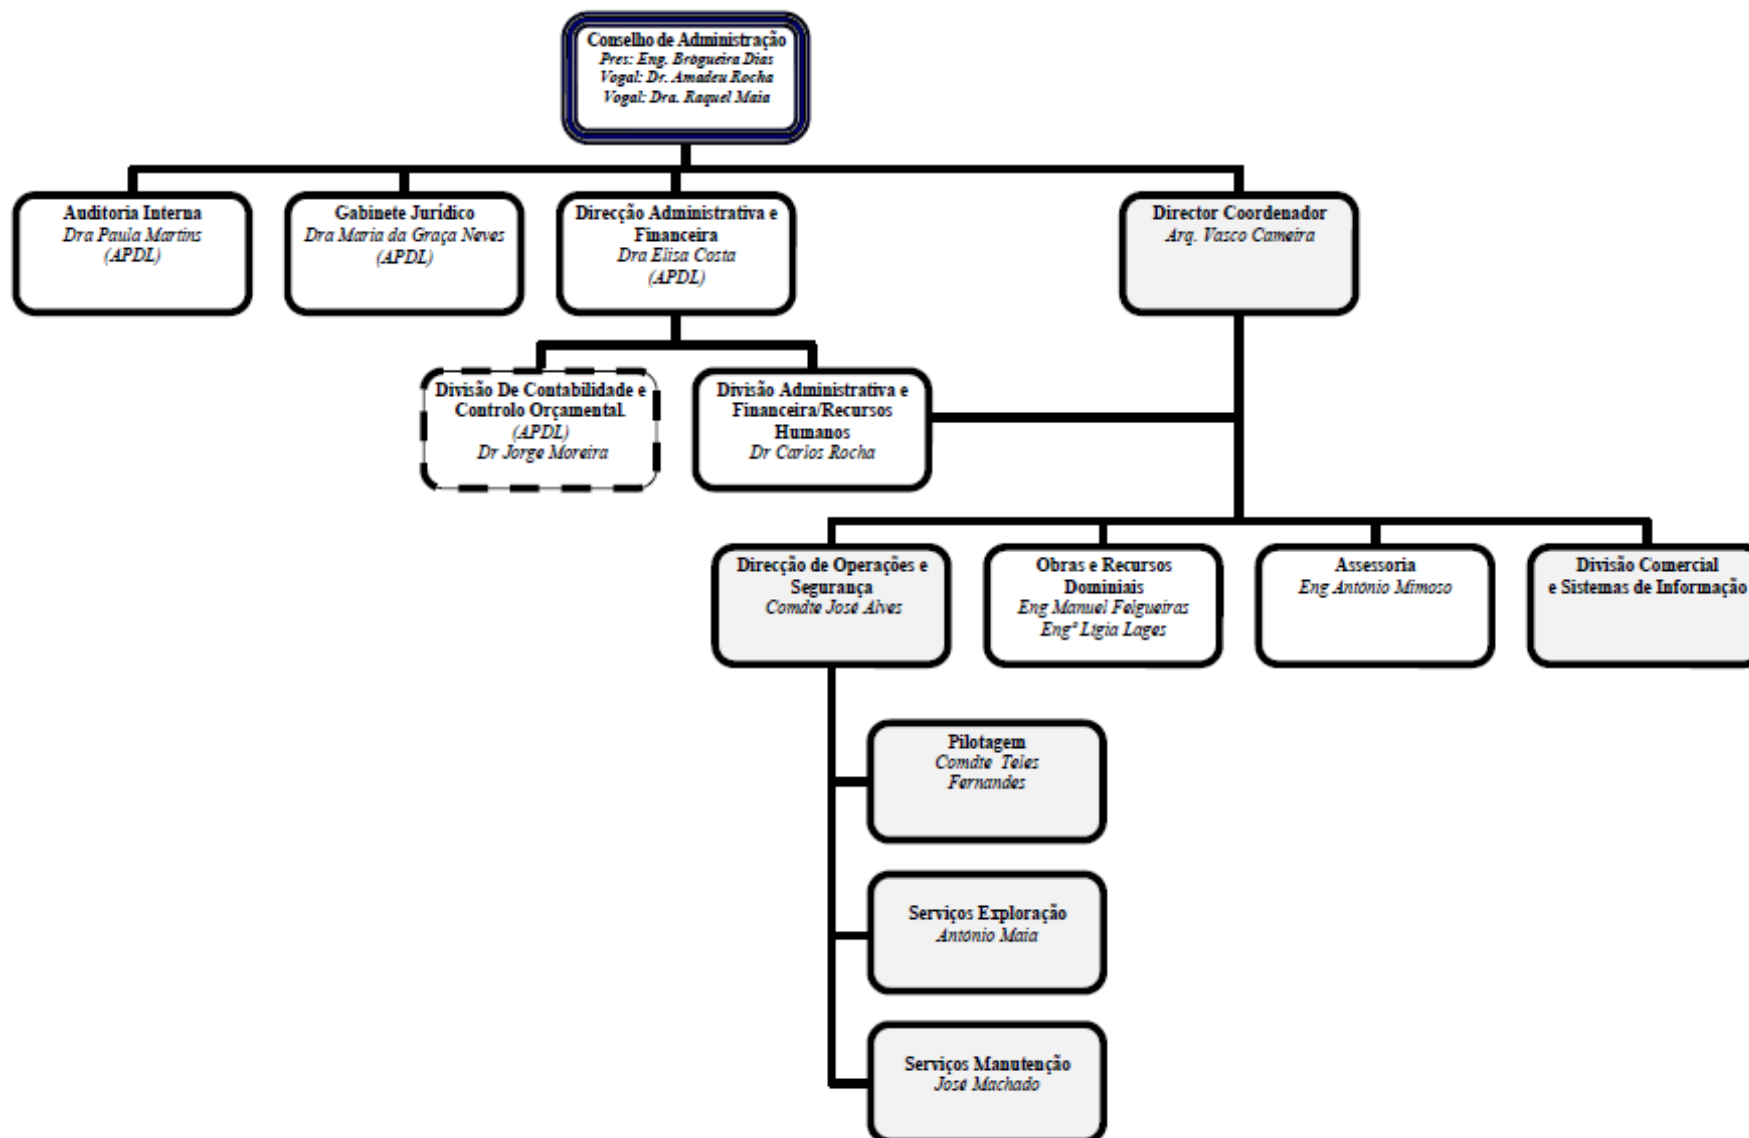 Conselho de Administração
Pres: Eng. Brogueira Dias
Vogal: Dr. Amadeu Rocha
Vogal: Dra. Raquel Maia
Auditoria Interna
Dra Paula Martins
(APDL)
Gabinete Jurídico
Dra Maria da Graça Neves
(APDL)
Direcção Administrativa e
Financeira
Dra Elisa Costa
(APDL)
Director Coordenador
Arq. Vasco Cameira
Divisão De Contabilidade e
Controlo Orçamental.
(APDL)
Dr Jorge Moreira
Divisão Administrativa e
Financeira/Recursos
Humanos
Dr Carlos Rocha
Direcção de Operações e
Segurança
Comdte José Alves
Obras e Recursos
Dominiais
Eng Manuel Felgueiras
Engª Lígia Lages
Assessoria
Eng António Mimoso
Divisão Comercial
e Sistemas de Informação
Pilotagem
Comdte Teles
Fernandes
Serviços Exploração
António Maia
Serviços Manutenção
José Machado